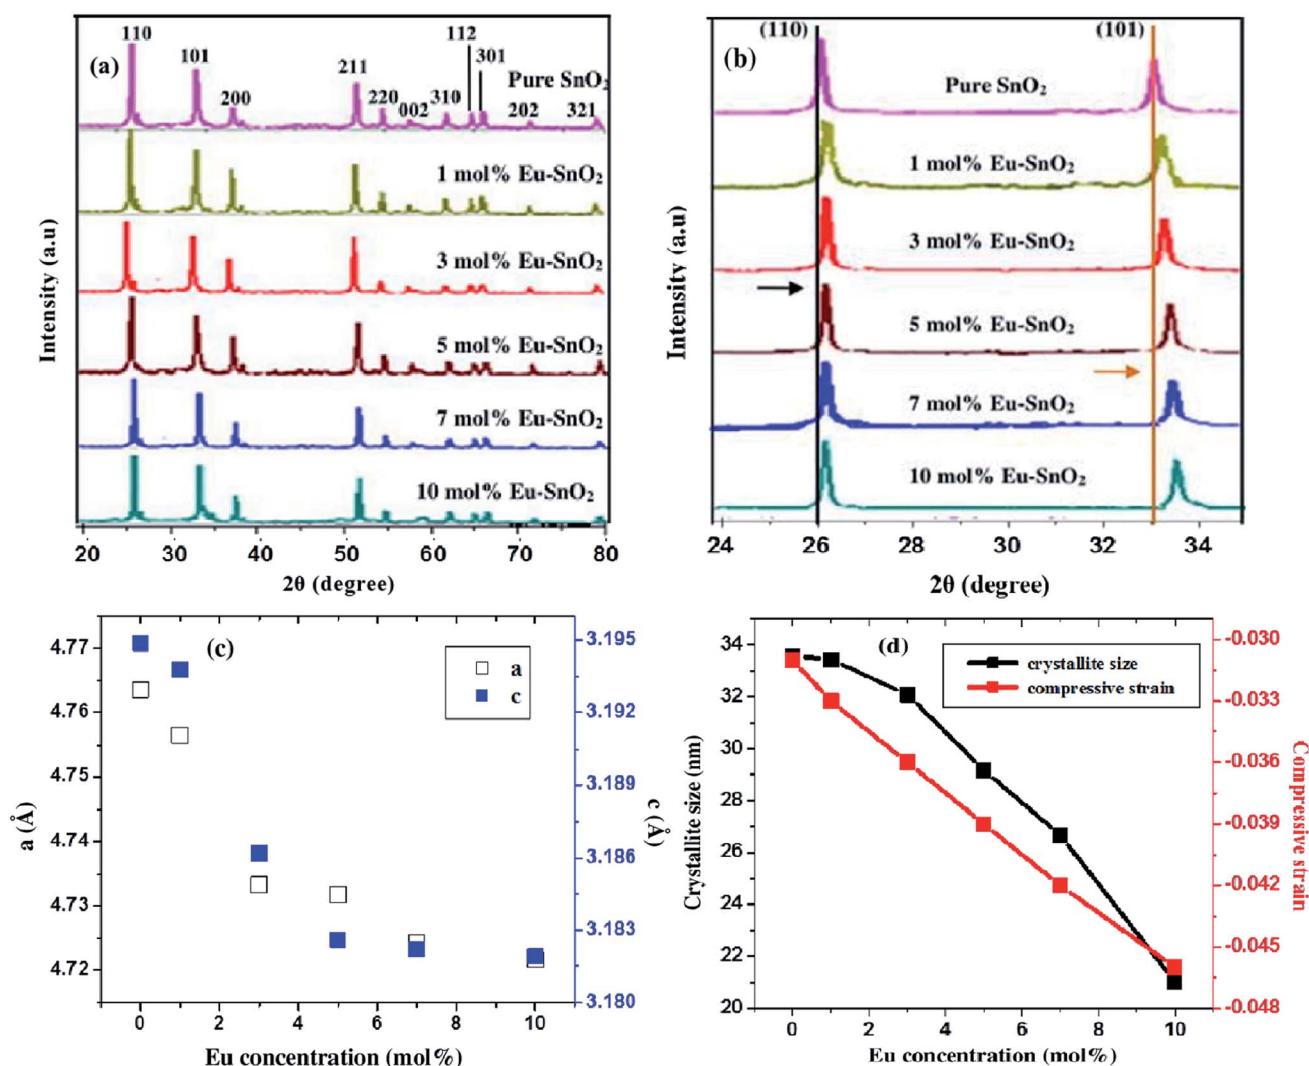 (a)
110
101
200
211
220
002
310
112
301
202
321
Pure SnO₂
1 mol% Eu-SnO₂
3 mol% Eu-SnO₂
5 mol% Eu-SnO₂
7 mol% Eu-SnO₂
10 mol% Eu-SnO₂
Intensity (a.u)
20 30 40 50 60 70 80
2θ (degree)
(b)
(110)
(101)
Pure SnO₂
1 mol% Eu-SnO₂
3 mol% Eu-SnO₂
5 mol% Eu-SnO₂
7 mol% Eu-SnO₂
10 mol% Eu-SnO₂
Intensity (a.u)
24 26 28 30 32 34
2θ (degree)
(c)
a
c
4.77
4.76
4.75
4.74
4.73
4.72
a (Å)
3.195
3.192
3.189
3.186
3.183
3.180
c (Å)
0 2 4 6 8 10
Eu concentration (mol%)
(d)
crystallite size
compressive strain
34
32
30
28
26
24
22
20
Crystallite size (nm)
-0.030
-0.033
-0.036
-0.039
-0.042
-0.045
-0.048
Compressive strain
0 2 4 6 8 10
Eu concentration (mol%)